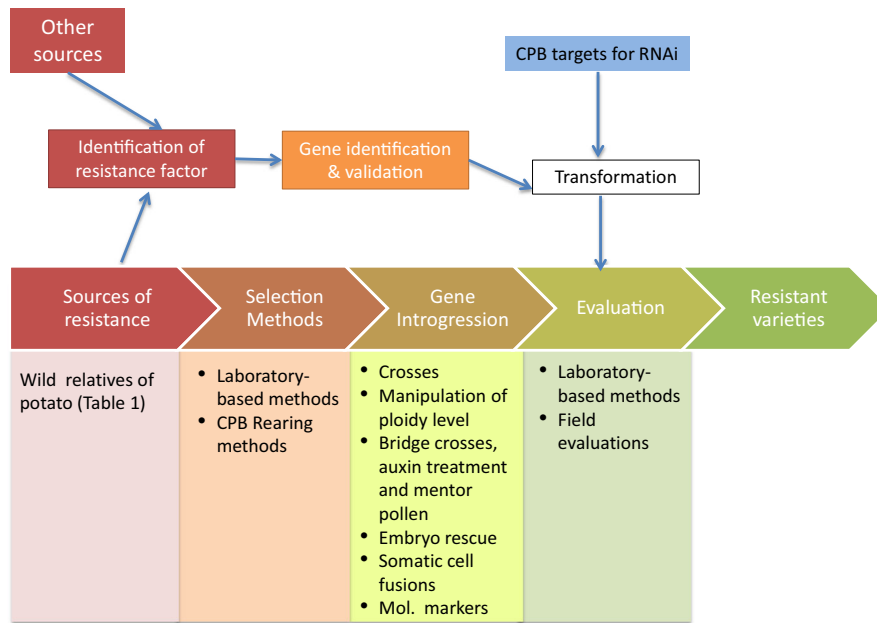 Other
sources
CPB targets for RNAi
Identification of
resistance factor
Gene identification
& validation
Transformation
Sources of
resistance
Selection
Methods
Gene
Introgression
Evaluation
Resistant
varieties
Wild relatives of
potato (Table 1)
• Laboratory-
based methods
• CPB Rearing
methods
• Crosses
• Manipulation of
ploidy level
• Bridge crosses,
auxin treatment
and mentor
pollen
• Embryo rescue
• Somatic cell
fusions
• Mol. markers
• Laboratory-
based methods
• Field
evaluations